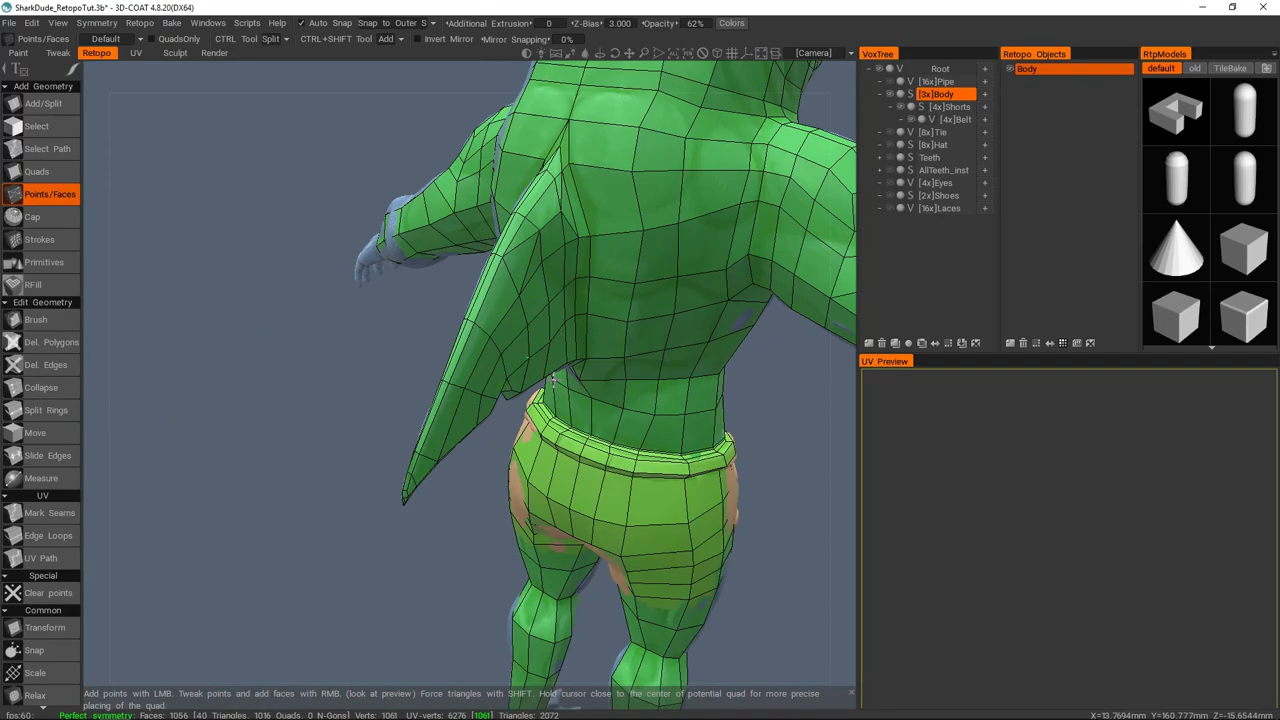 SharkDude_RetopoTut.3b* - 3D-COAT 4.8.20(DX64)
File Edit View Symmetry Retopo Bake Windows Scripts Help Auto Snap Snap to Outer S Additional Extrusion 0 Z-Bias 3.000 Opacity 62% Colors
Points/Faces Default QuadsOnly CTRL Tool Split CTRL+SHIFT Tool Add Invert Mirror Mirror Snapping 0%
Paint Tweak Retopo UV Sculpt Render [Camera] VoxTree Retopo Objects RtpModels
Add Geometry
Add/Split
Select
Select Path
Quads
Points/Faces
Cap
Strokes
Primitives
RFill
Edit Geometry
Brush
Del. Polygons
Del. Edges
Collapse
Split Rings
Move
Slide Edges
Measure
UV
Mark Seams
Edge Loops
UV Path
Special
Clear points
Common
Transform
Snap
Scale
Relax
V Root +
V [16x]Pipe +
S [3x]Body +
S [4x]Shorts +
V [4x]Belt +
V [8x]Tie +
V [8x]Hat +
S Teeth +
S AllTeeth_inst +
V [4x]Eyes +
S [2x]Shoes +
V [16x]Laces +
Body
default old TileBake
UV Preview
Add points with LMB. Tweak points and add faces with RMB. (look at preview) Force triangles with SHIFT. Hold cursor close to the center of potential quad for more precise
placing of the quad.
fps:60; Perfect symmetry; Faces: 1056 [40 Triangles, 1016 Quads, 0 N-Gons] Verts: 1061 UV-verts: 6276 [1061] Triangles: 2072 X=13.7694mm Y=160.777mm Z=-15.6544mm